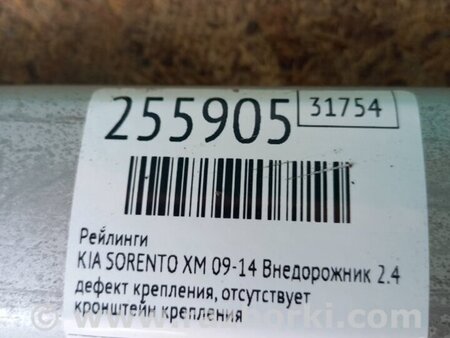 255905 31754
Рейлинги
KIA SORENTO XM 09-14 Внедорожник 2.4
дефект крепления, отсутствует
кронштейн крепления